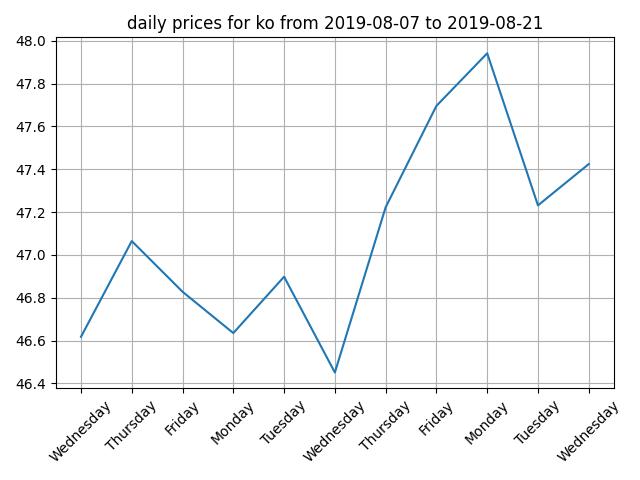 daily prices for ko from 2019-08-07 to 2019-08-21
48.0
47.8
47.6
47.4
47.2
47.0
46.8
46.6
46.4
Wednesday
Thursday
Friday
Monday
Tuesday
Wednesday
Thursday
Friday
Monday
Tuesday
Wednesday